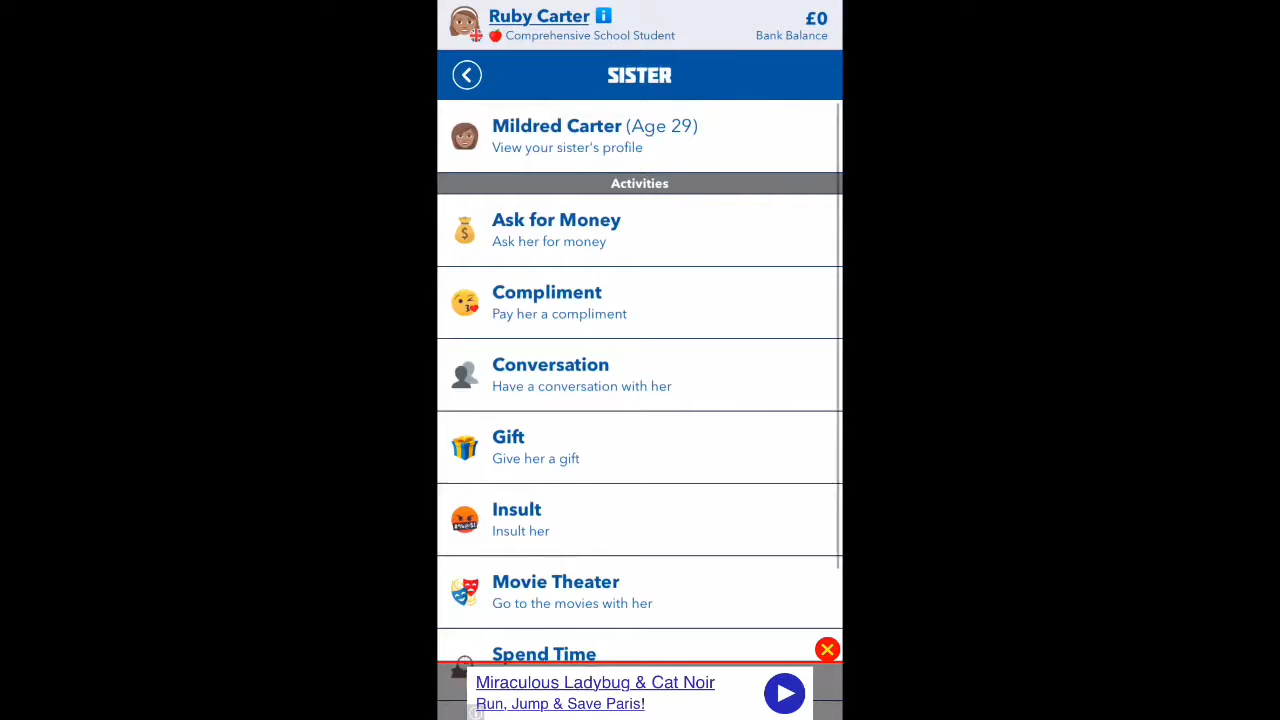 Ruby Carter
£0
Comprehensive School Student
Bank Balance
SISTER
Mildred Carter (Age 29)
View your sister's profile
Activities
Ask for Money
Ask her for money
Compliment
Pay her a compliment
Conversation
Have a conversation with her
Gift
Give her a gift
Insult
Insult her
Movie Theater
Go to the movies with her
Spend Time
Miraculous Ladybug & Cat Noir
Run, Jump & Save Paris!